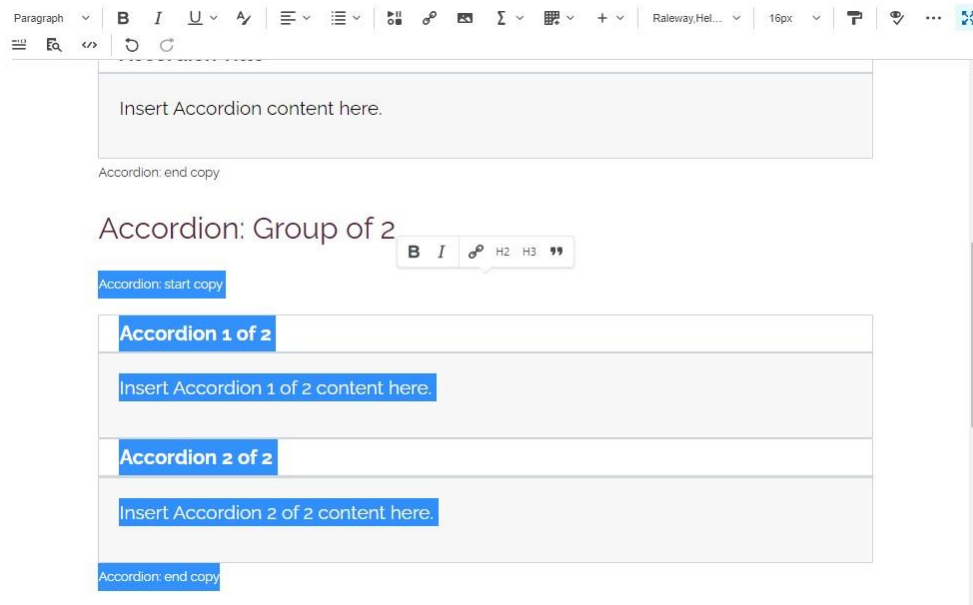 Paragraph B I U A Σ + Raleway,Hel... 16px ...
Insert Accordion content here.
Accordion: end copy
Accordion: Group of 2
B I H2 H3
Accordion: start copy
Accordion 1 of 2
Insert Accordion 1 of 2 content here.
Accordion 2 of 2
Insert Accordion 2 of 2 content here.
Accordion: end copy